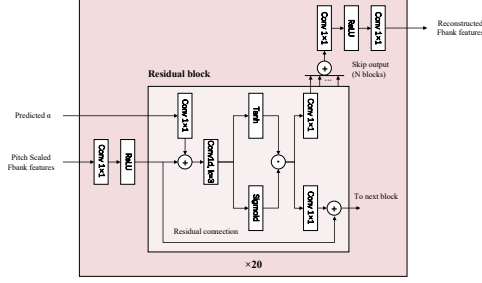 Conv 1×1
ReLU
Conv 1×1
Reconstructed
Fbank features
Skip output
(N blocks)
+
...
Residual block
Predicted α
Conv 1×1
Tanh
Conv 1×1
Pitch Scaled
Fbank features
Conv 1×1
ReLU
+
Conv1d, k=3
·
Sigmoid
Conv 1×1
+
To next block
Residual connection
×20